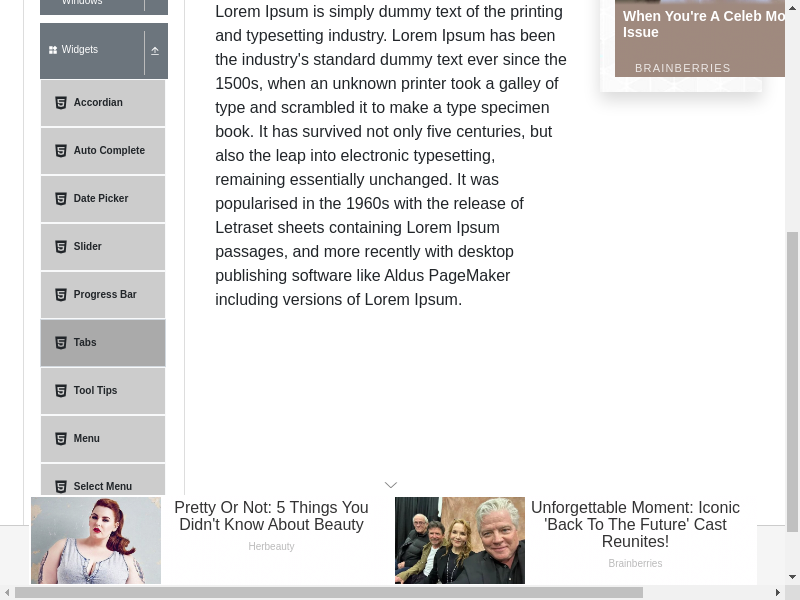 Windows
Widgets
Accordian
Auto Complete
Date Picker
Slider
Progress Bar
Tabs
Tool Tips
Menu
Select Menu
Lorem Ipsum is simply dummy text of the printing
and typesetting industry. Lorem Ipsum has been
the industry's standard dummy text ever since the
1500s, when an unknown printer took a galley of
type and scrambled it to make a type specimen
book. It has survived not only five centuries, but
also the leap into electronic typesetting,
remaining essentially unchanged. It was
popularised in the 1960s with the release of
Letraset sheets containing Lorem Ipsum
passages, and more recently with desktop
publishing software like Aldus PageMaker
including versions of Lorem Ipsum.
When You're A Celeb Mo
Issue
BRAINBERRIES
Pretty Or Not: 5 Things You
Didn't Know About Beauty
Herbeauty
Unforgettable Moment: Iconic
'Back To The Future' Cast
Reunites!
Brainberries